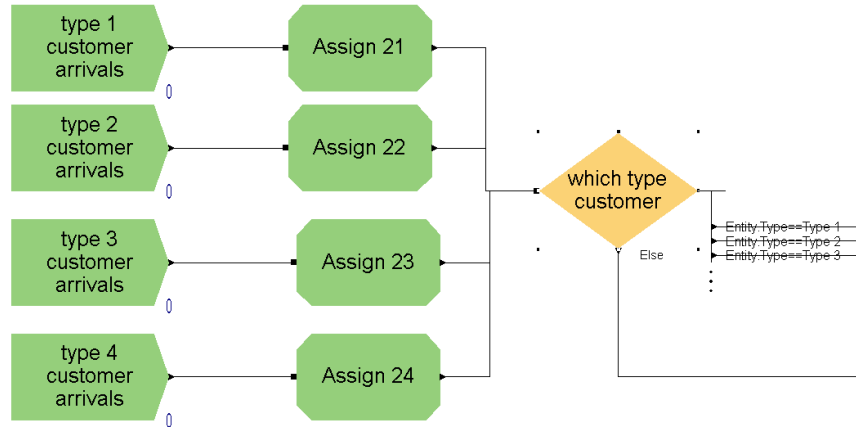 type 1
customer
arrivals
0
Assign 21
type 2
customer
arrivals
0
Assign 22
type 3
customer
arrivals
0
Assign 23
type 4
customer
arrivals
0
Assign 24
which type
customer
Else
Entity.Type==Type 1
Entity.Type==Type 2
Entity.Type==Type 3